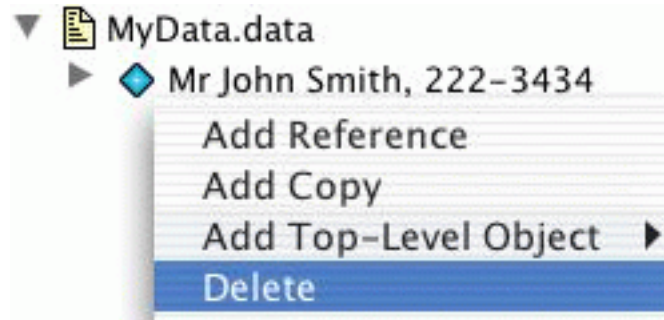 MyData.data
Mr John Smith, 222-3434
Add Reference
Add Copy
Add Top-Level Object
Delete